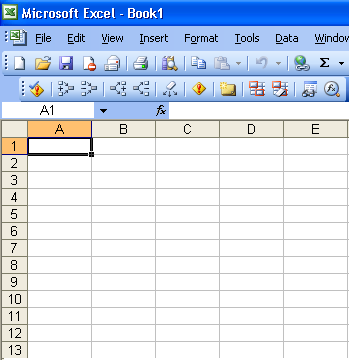 Microsoft Excel - Book1
File Edit View Insert Format Tools Data Window
Σ
A1 fx
A B C D E
1
2
3
4
5
6
7
8
9
10
11
12
13